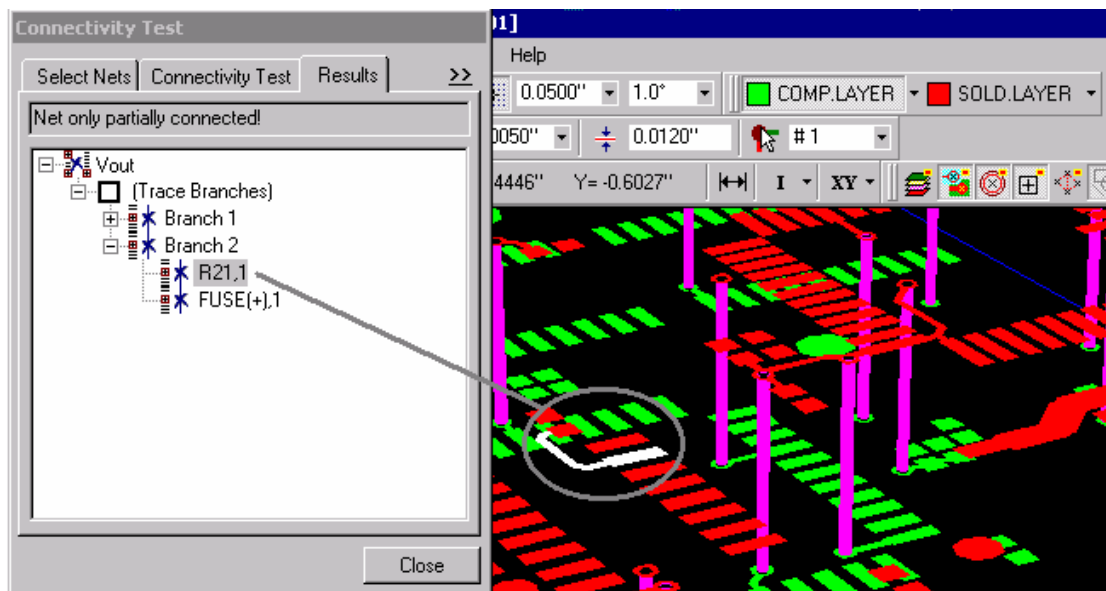 Connectivity Test
Select Nets Connectivity Test Results >>
Net only partially connected!
Vout
(Trace Branches)
Branch 1
Branch 2
R21,1
FUSE(+),1
Close
01]
Help
0.0500" 1.0° COMP.LAYER SOLD.LAYER
0050" 0.0120" #1
4446" Y= -0.6027" I XY